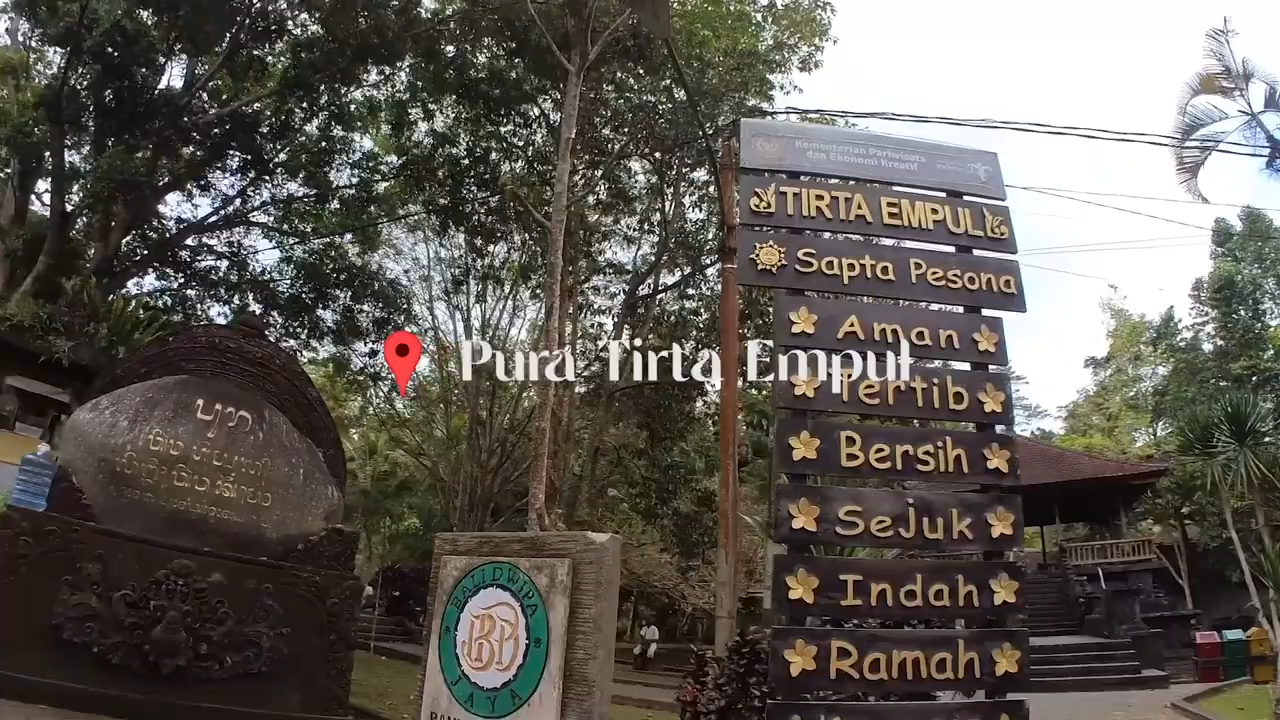 Kementerian Pariwisata
dan Ekonomi Kreatif
TIRTA EMPUL
Sapta Pesona
Aman
Pura Tirta Empul
Tertib
Bersih
Sejuk
Indah
Ramah
BALI DWIPA
BDP
JAYA